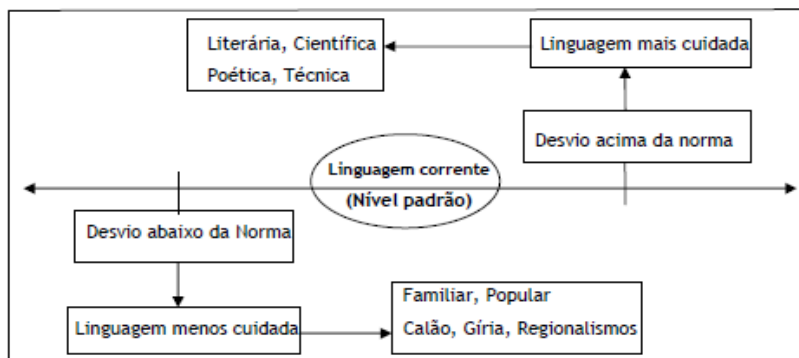 Literária, Científica
Poética, Técnica
Linguagem mais cuidada
Desvio acima da norma
Linguagem corrente
(Nível padrão)
Desvio abaixo da Norma
Linguagem menos cuidada
Familiar, Popular
Calão, Gíria, Regionalismos